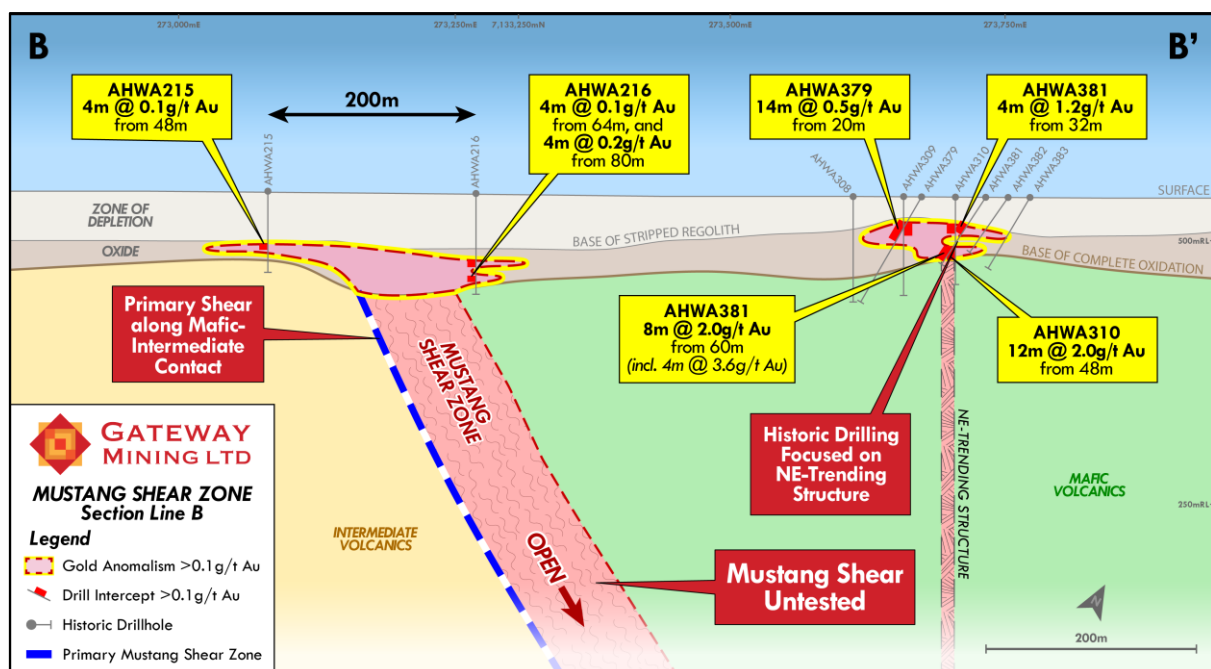 273,000mE
273,250mE
7,133,250mN
273,500mE
273,750mE
B
B'
AHWA215
4m @ 0.1g/t Au
from 48m
200m
AHWA216
4m @ 0.1g/t Au
from 64m, and
4m @ 0.2g/t Au
from 80m
AHWA379
14m @ 0.5g/t Au
from 20m
AHWA381
4m @ 1.2g/t Au
from 32m
AHWA215
AHWA216
AHWA308
AHWA309
AHWA379
AHWA310
AHWA381
AHWA382
AHWA383
SURFACE
ZONE OF
DEPLETION
BASE OF STRIPPED REGOLITH
OXIDE
500mRL
BASE OF COMPLETE OXIDATION
Primary Shear
along Mafic-
Intermediate
Contact
MUSTANG
SHEAR ZONE
AHWA381
8m @ 2.0g/t Au
from 60m
(incl. 4m @ 3.6g/t Au)
AHWA310
12m @ 2.0g/t Au
from 48m
Historic Drilling
Focused on
NE-Trending
Structure
NE-TRENDING STRUCTURE
MAFIC
VOLCANICS
250mRL
INTERMEDIATE
VOLCANICS
OPEN
Mustang Shear
Untested
N
200m
GATEWAY
MINING LTD
MUSTANG SHEAR ZONE
Section Line B
Legend
Gold Anomalism >0.1g/t Au
Drill Intercept >0.1g/t Au
Historic Drillhole
Primary Mustang Shear Zone